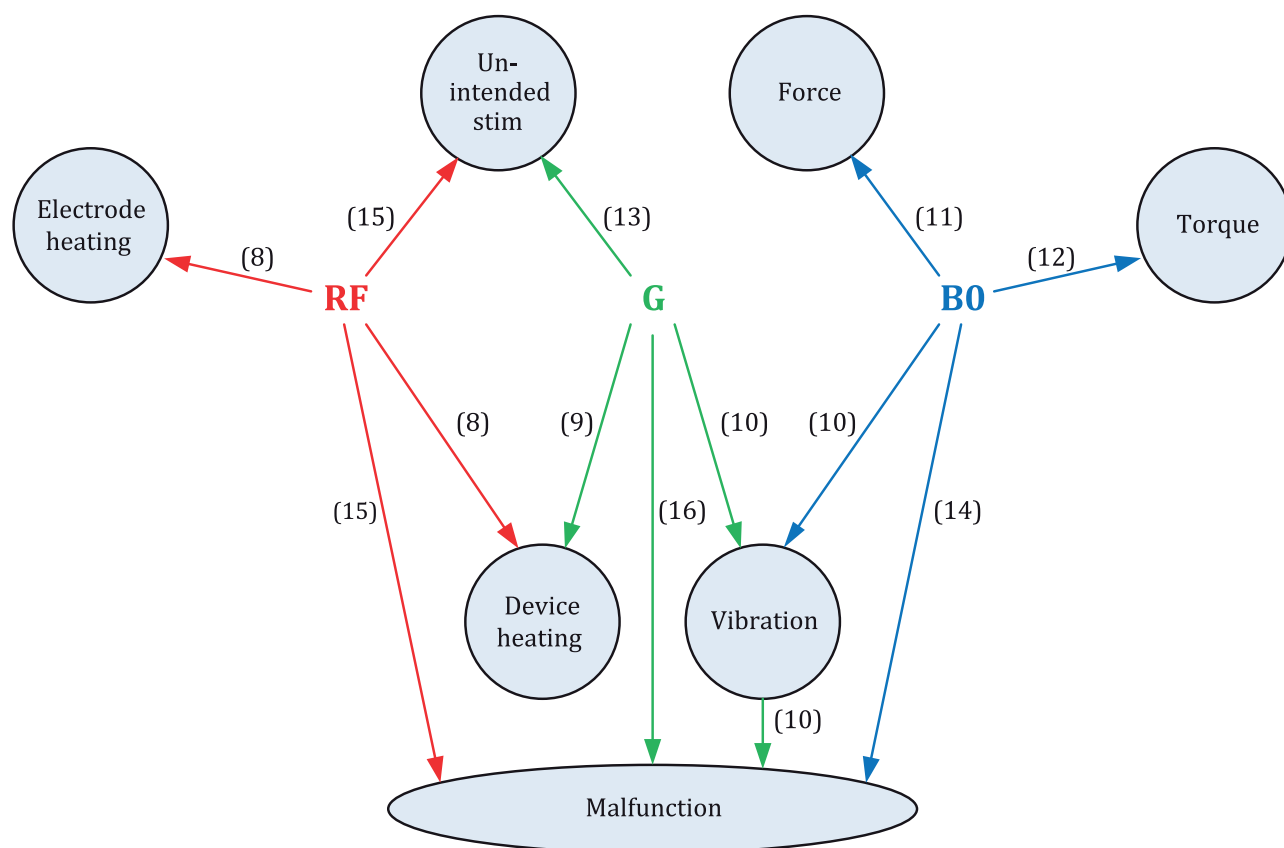 Un-
intended
stim
Force
Electrode
heating
Torque
(15)
(13)
(11)
(8)
(12)
RF
G
B0
(8)
(9)
(10)
(10)
(15)
(16)
(14)
Device
heating
Vibration
(10)
Malfunction